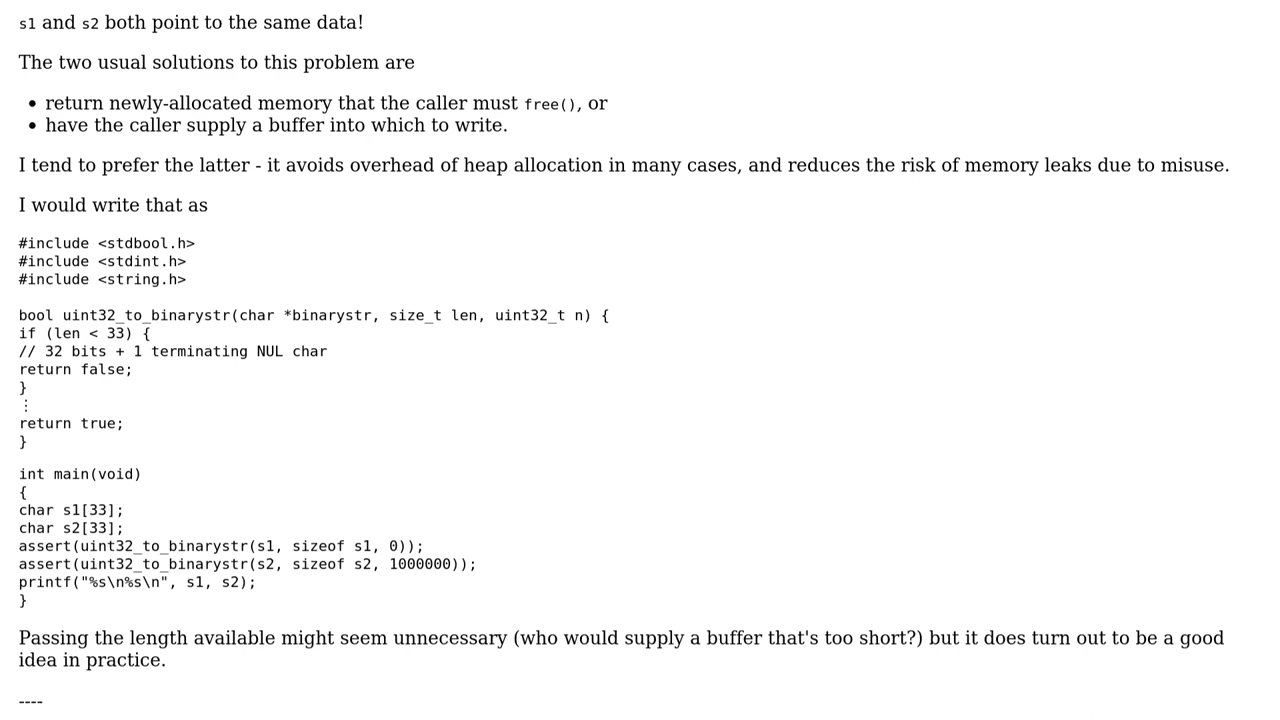 s1 and s2 both point to the same data!
The two usual solutions to this problem are
• return newly-allocated memory that the caller must free(), or
• have the caller supply a buffer into which to write.
I tend to prefer the latter - it avoids overhead of heap allocation in many cases, and reduces the risk of memory leaks due to misuse.
I would write that as
#include <stdbool.h>
#include <stdint.h>
#include <string.h>
bool uint32_to_binarystr(char *binarystr, size_t len, uint32_t n) {
if (len < 33) {
// 32 bits + 1 terminating NUL char
return false;
}
⋮
return true;
}
int main(void)
{
char s1[33];
char s2[33];
assert(uint32_to_binarystr(s1, sizeof s1, 0));
assert(uint32_to_binarystr(s2, sizeof s2, 1000000));
printf("%s\n%s\n", s1, s2);
}
Passing the length available might seem unnecessary (who would supply a buffer that's too short?) but it does turn out to be a good
idea in practice.
----